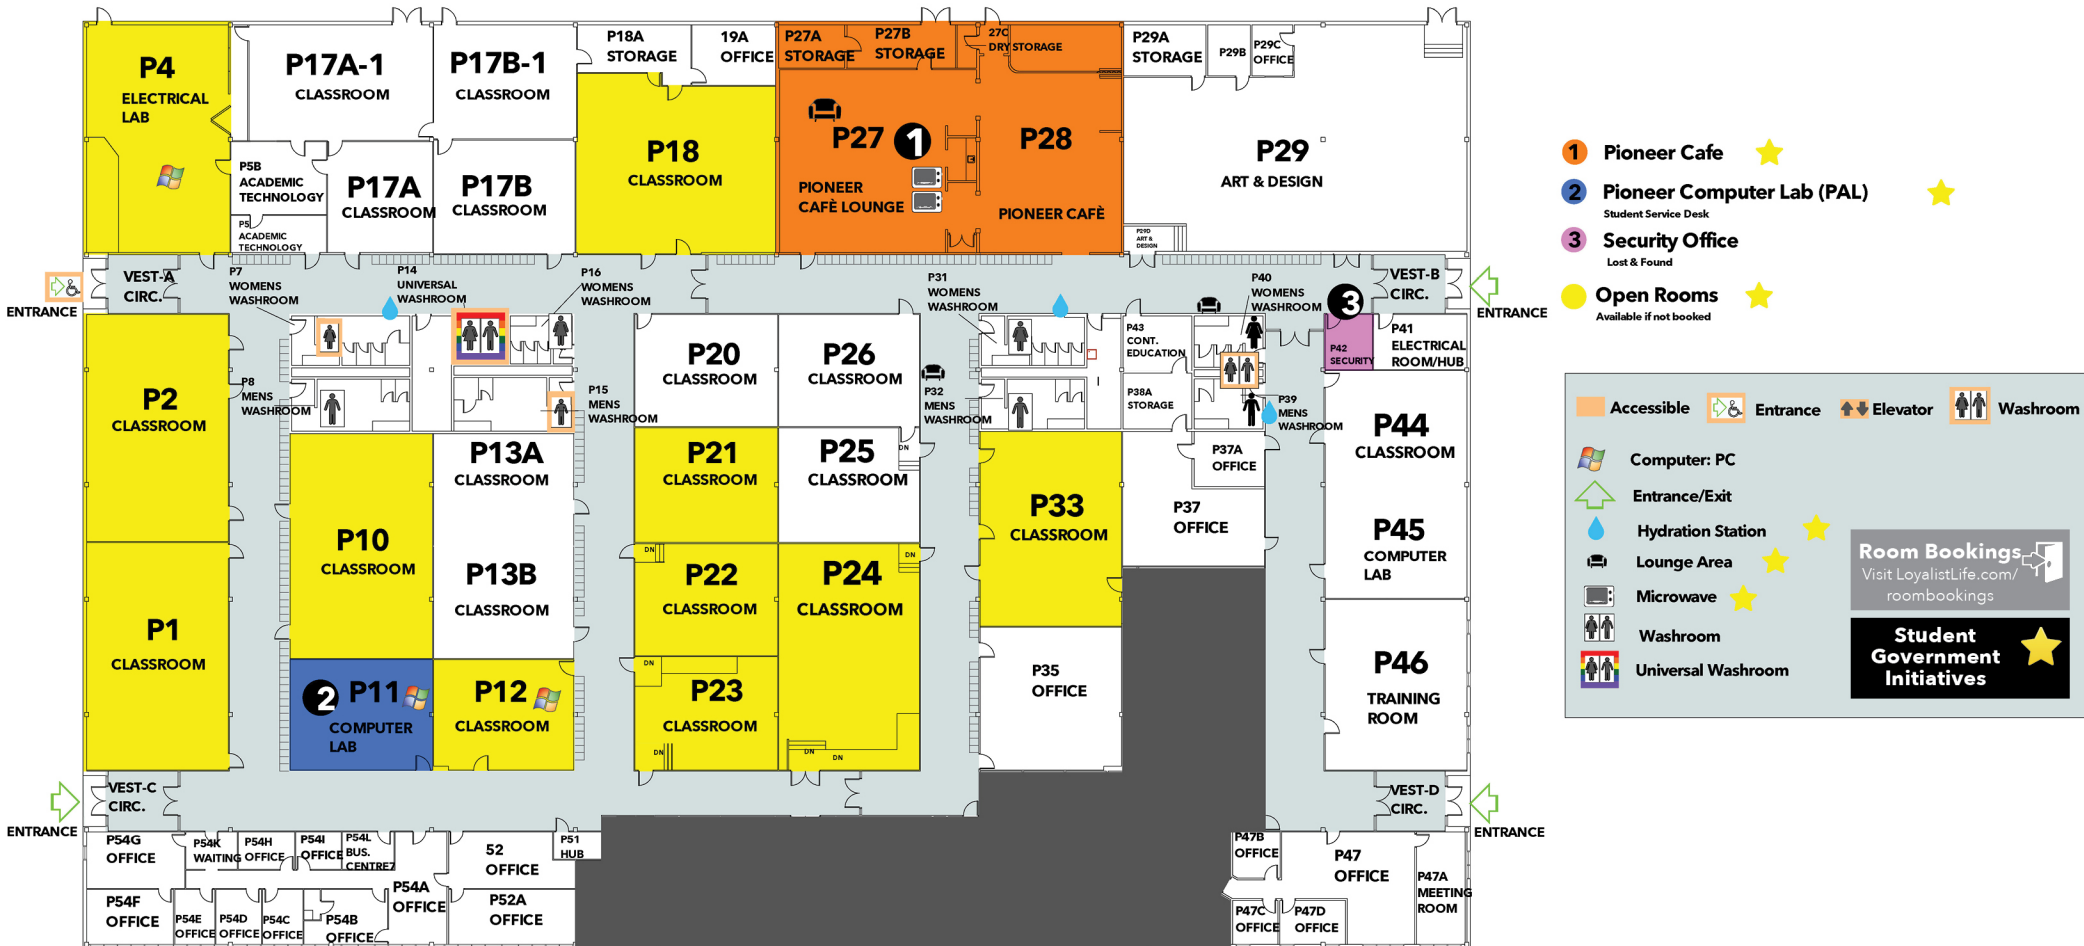 P4
ELECTRICAL
LAB
P17A-1
CLASSROOM
P17B-1
CLASSROOM
P18A
STORAGE
19A
OFFICE
P27A
STORAGE
P27B
STORAGE
27C
DRY STORAGE
P29A
STORAGE
P29B
P29C
OFFICE
P5B
ACADEMIC
TECHNOLOGY
P5
ACADEMIC
TECHNOLOGY
P17A
CLASSROOM
P17B
CLASSROOM
P18
CLASSROOM
P27
1
PIONEER
CAFÈ LOUNGE
P28
PIONEER CAFÈ
P29
ART & DESIGN
P29D
ART &
DESIGN
ENTRANCE
VEST-A
CIRC.
P7
WOMENS
WASHROOM
P14
UNIVERSAL
WASHROOM
P16
WOMENS
WASHROOM
P31
WOMENS
WASHROOM
P40
WOMENS
WASHROOM
3
VEST-B
CIRC.
ENTRANCE
P2
CLASSROOM
P8
MENS
WASHROOM
P15
MENS
WASHROOM
P20
CLASSROOM
P26
CLASSROOM
P32
MENS
WASHROOM
P43
CONT.
EDUCATION
P38A
STORAGE
P39
MENS
WASHROOM
P42
SECURITY
P41
ELECTRICAL
ROOM/HUB
P10
CLASSROOM
P13A
CLASSROOM
P13B
CLASSROOM
P21
CLASSROOM
P25
CLASSROOM
DN
P33
CLASSROOM
P37A
OFFICE
P37
OFFICE
P44
CLASSROOM
P45
COMPUTER
LAB
P1
CLASSROOM
DN
P22
CLASSROOM
DN
P24
CLASSROOM
2
P11
COMPUTER
LAB
P12
CLASSROOM
DN
P23
CLASSROOM
DN
DN
DN
P35
OFFICE
P46
TRAINING
ROOM
ENTRANCE
VEST-C
CIRC.
VEST-D
CIRC.
ENTRANCE
P54G
OFFICE
P54K
WAITING
P54H
OFFICE
P54I
OFFICE
P54L
BUS.
CENTRE7
52
OFFICE
P51
HUB
P54F
OFFICE
P54E
OFFICE
P54D
OFFICE
P54C
OFFICE
P54B
OFFICE
P54A
OFFICE
P52A
OFFICE
P47B
OFFICE
P47
OFFICE
P47A
MEETING
ROOM
P47C
OFFICE
P47D
OFFICE
1 Pioneer Cafe
2 Pioneer Computer Lab (PAL)
Student Service Desk
3 Security Office
Lost & Found
Open Rooms
Available if not booked
Accessible
Entrance
Elevator
Washroom
Computer: PC
Entrance/Exit
Hydration Station
Lounge Area
Microwave
Washroom
Universal Washroom
Room Bookings
Visit LoyalistLife.com/
roombookings
Student
Government
Initiatives